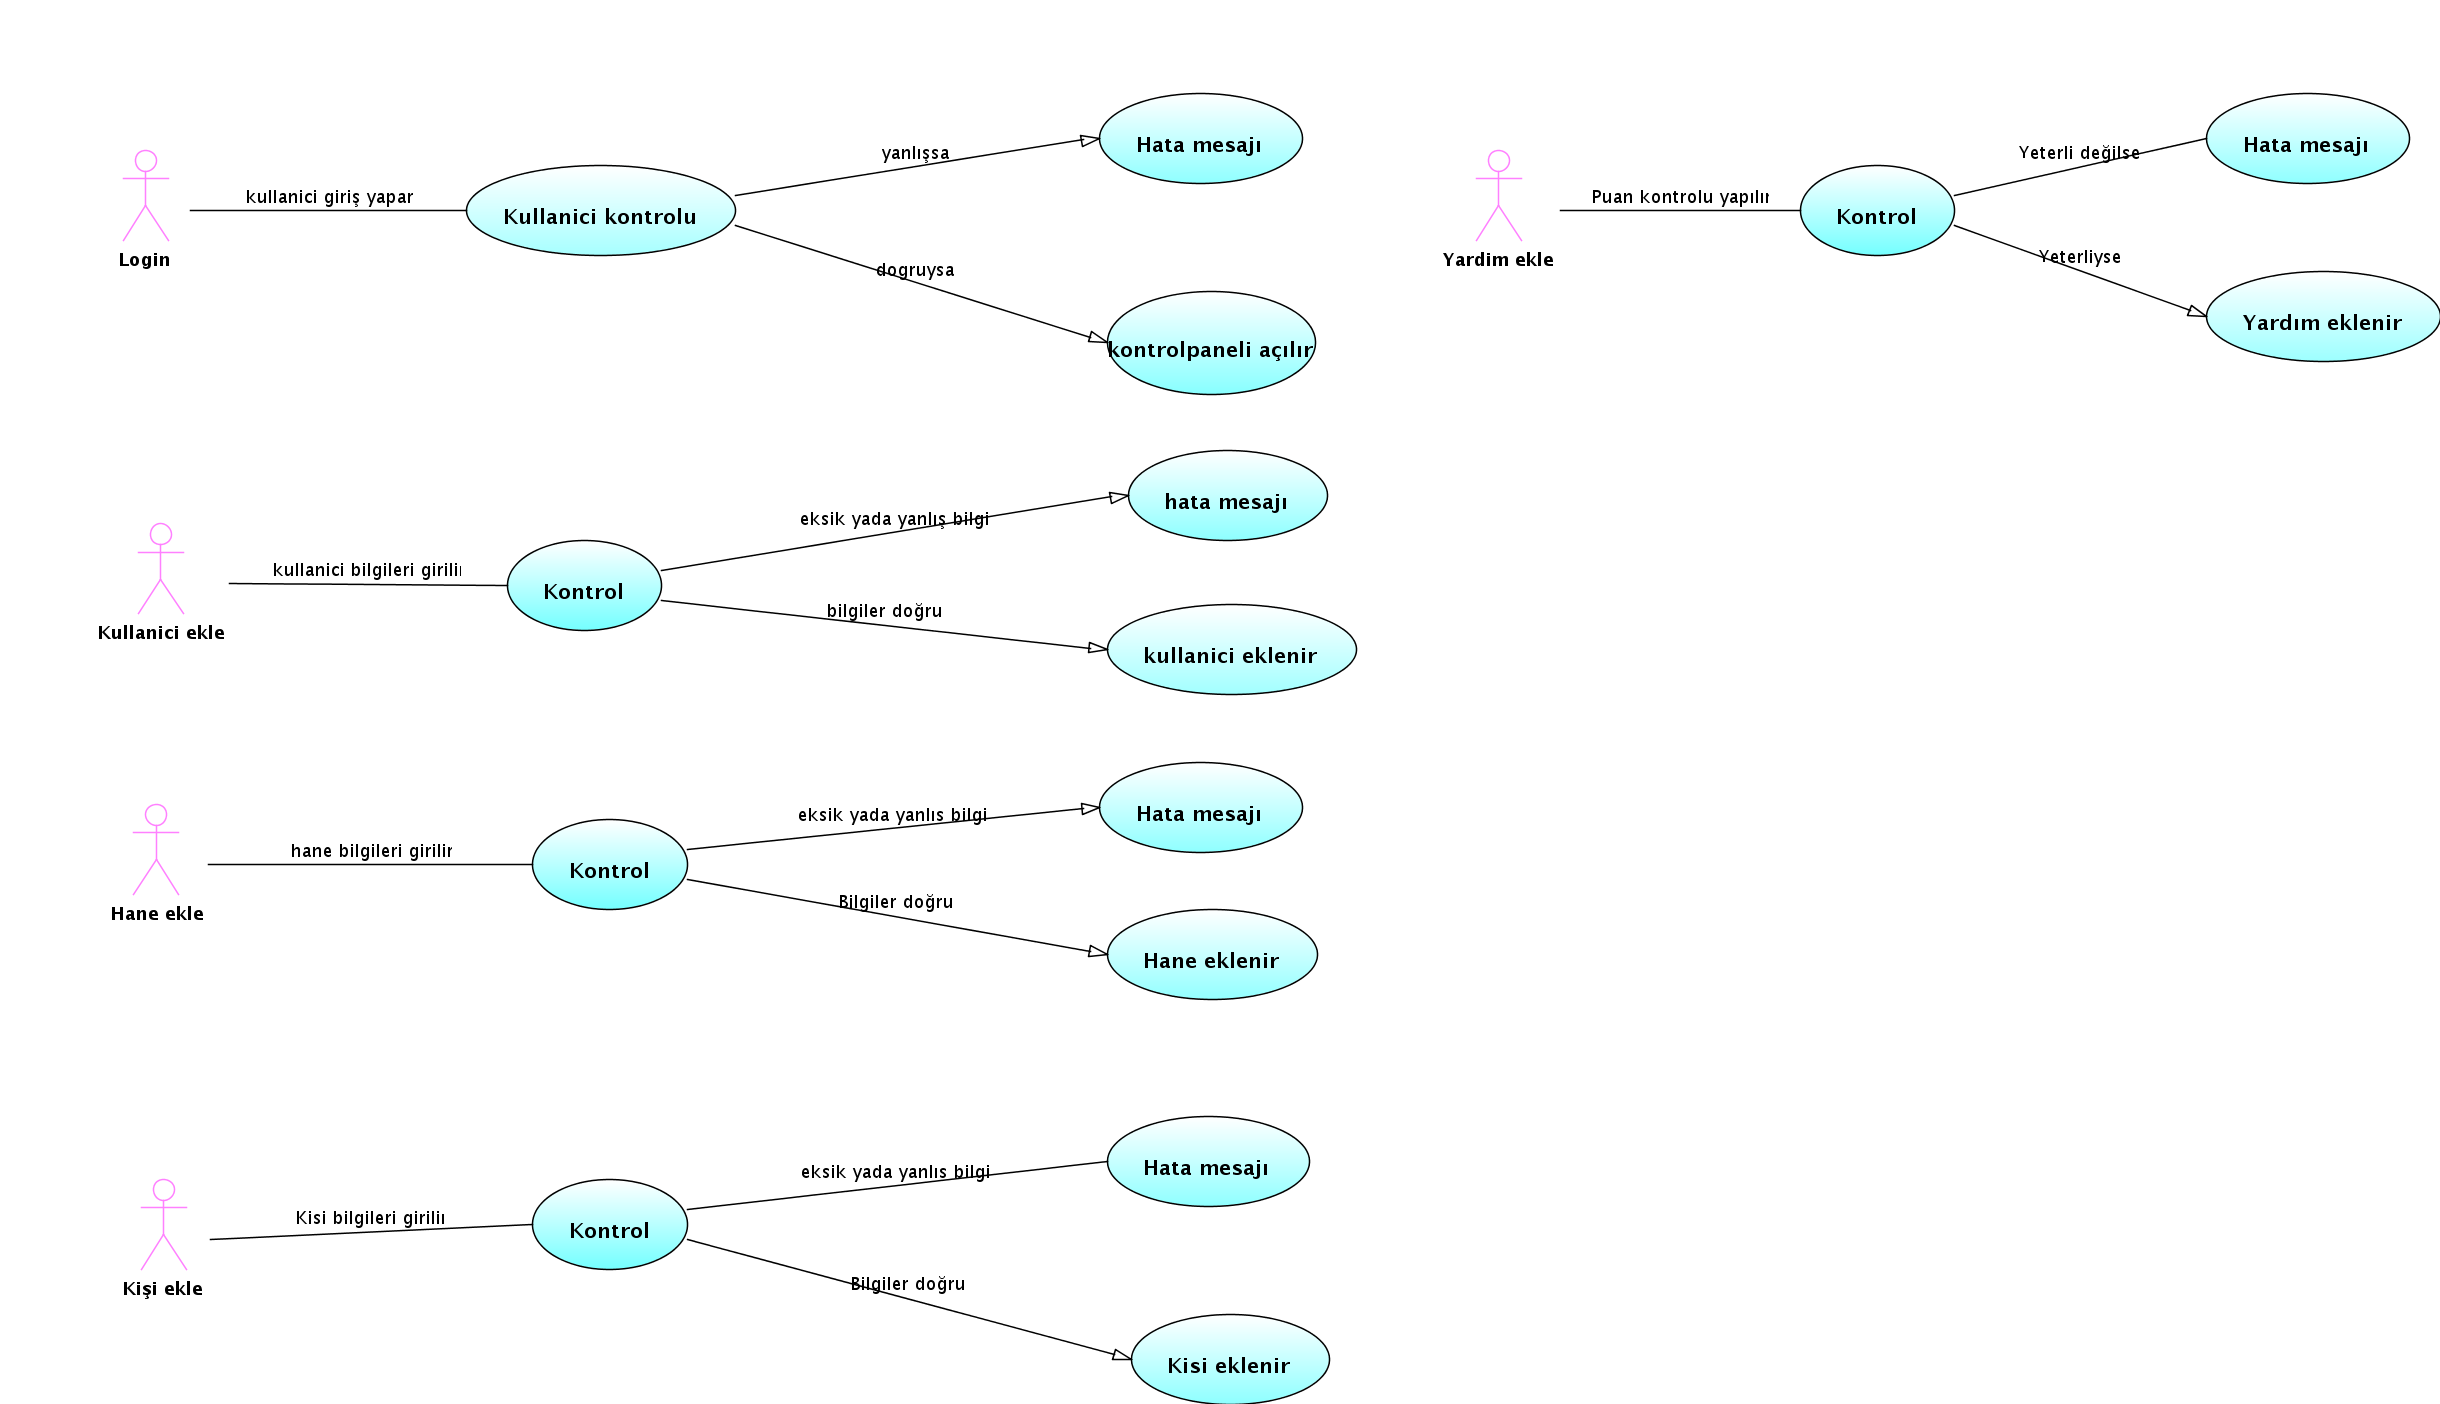 yanlışsa
Hata mesajı
kullanici giriş yapar
Kullanici kontrolu
Login
dogruysa
kontrolpaneli açılır
Yeterli değilse
Hata mesajı
Puan kontrolu yapılır
Kontrol
Yardim ekle
Yeterliyse
Yardım eklenir
eksik yada yanlış bilgi
hata mesajı
kullanici bilgileri girilir
Kontrol
Kullanici ekle
bilgiler doğru
kullanici eklenir
eksik yada yanlıs bilgi
Hata mesajı
hane bilgileri girilir
Kontrol
Hane ekle
Bilgiler doğru
Hane eklenir
eksik yada yanlıs bilgi
Hata mesajı
Kisi bilgileri girilir
Kontrol
Kişi ekle
Bilgiler doğru
Kisi eklenir